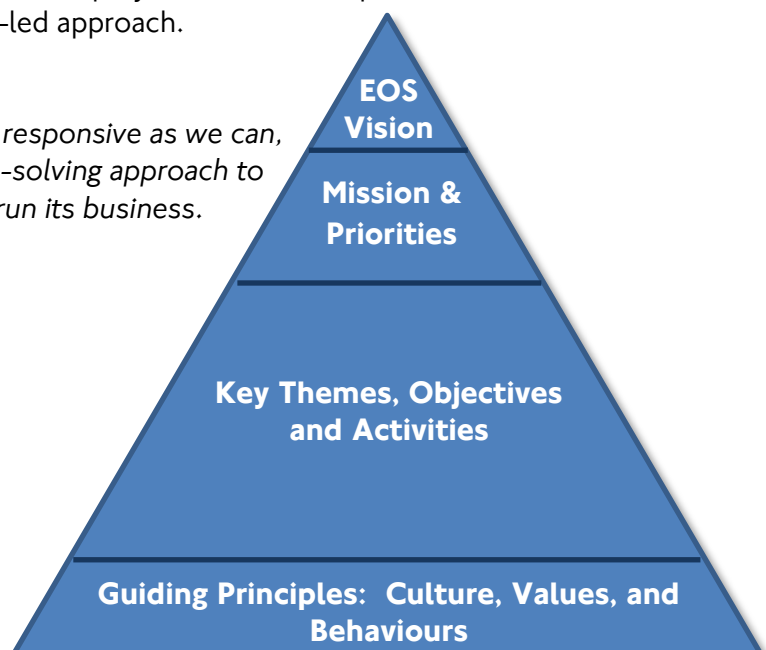 -led approach.
responsive as we can,
-solving approach to
run its business.
EOS
Vision
Mission &
Priorities
Key Themes, Objectives
and Activities
Guiding Principles:  Culture, Values, and
Behaviours